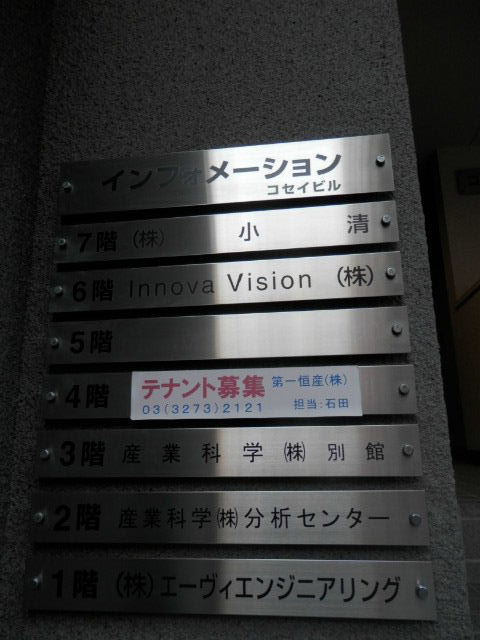 インフォメーション
コセイビル
7階 (株) 小 清
6階 Innova Vision (株)
5階
4階 テナント募集 第一恒産(株)
03(3273)2121 担当:石田
3階 産業科学㈱別館
2階 産業科学㈱分析センター
1階 (株)エーヴィエンジニアリング